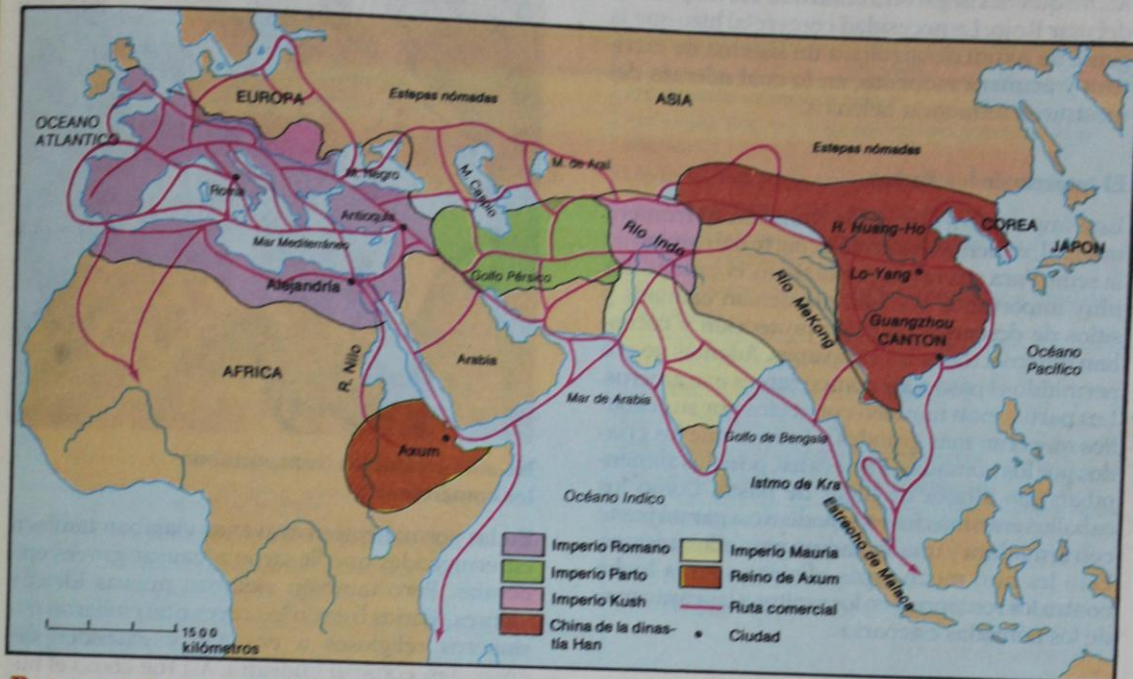 EUROPA
Estepas nómadas
ASIA
OCEANO
ATLANTICO
M. Negro
M. de Aral
Estepas nómadas
Roma
M. Caspio
Antioquía
Río Indo
R. Huang-Ho
COREA
JAPON
Mar Mediterráneo
Golfo Pérsico
Lo-Yang
Alejandría
Río MeKong
Guangzhou
CANTON
Océano
Pacífico
AFRICA
R. Nilo
Arabia
Mar de Arabia
Golfo de Bengala
Axum
Istmo de Kra
Océano Indico
Estrecho de Malaca
Imperio Romano
Imperio Parto
Imperio Kush
China de la dinas-
tía Han
Imperio Mauria
Reino de Axum
Ruta comercial
Ciudad
1500
kilómetros